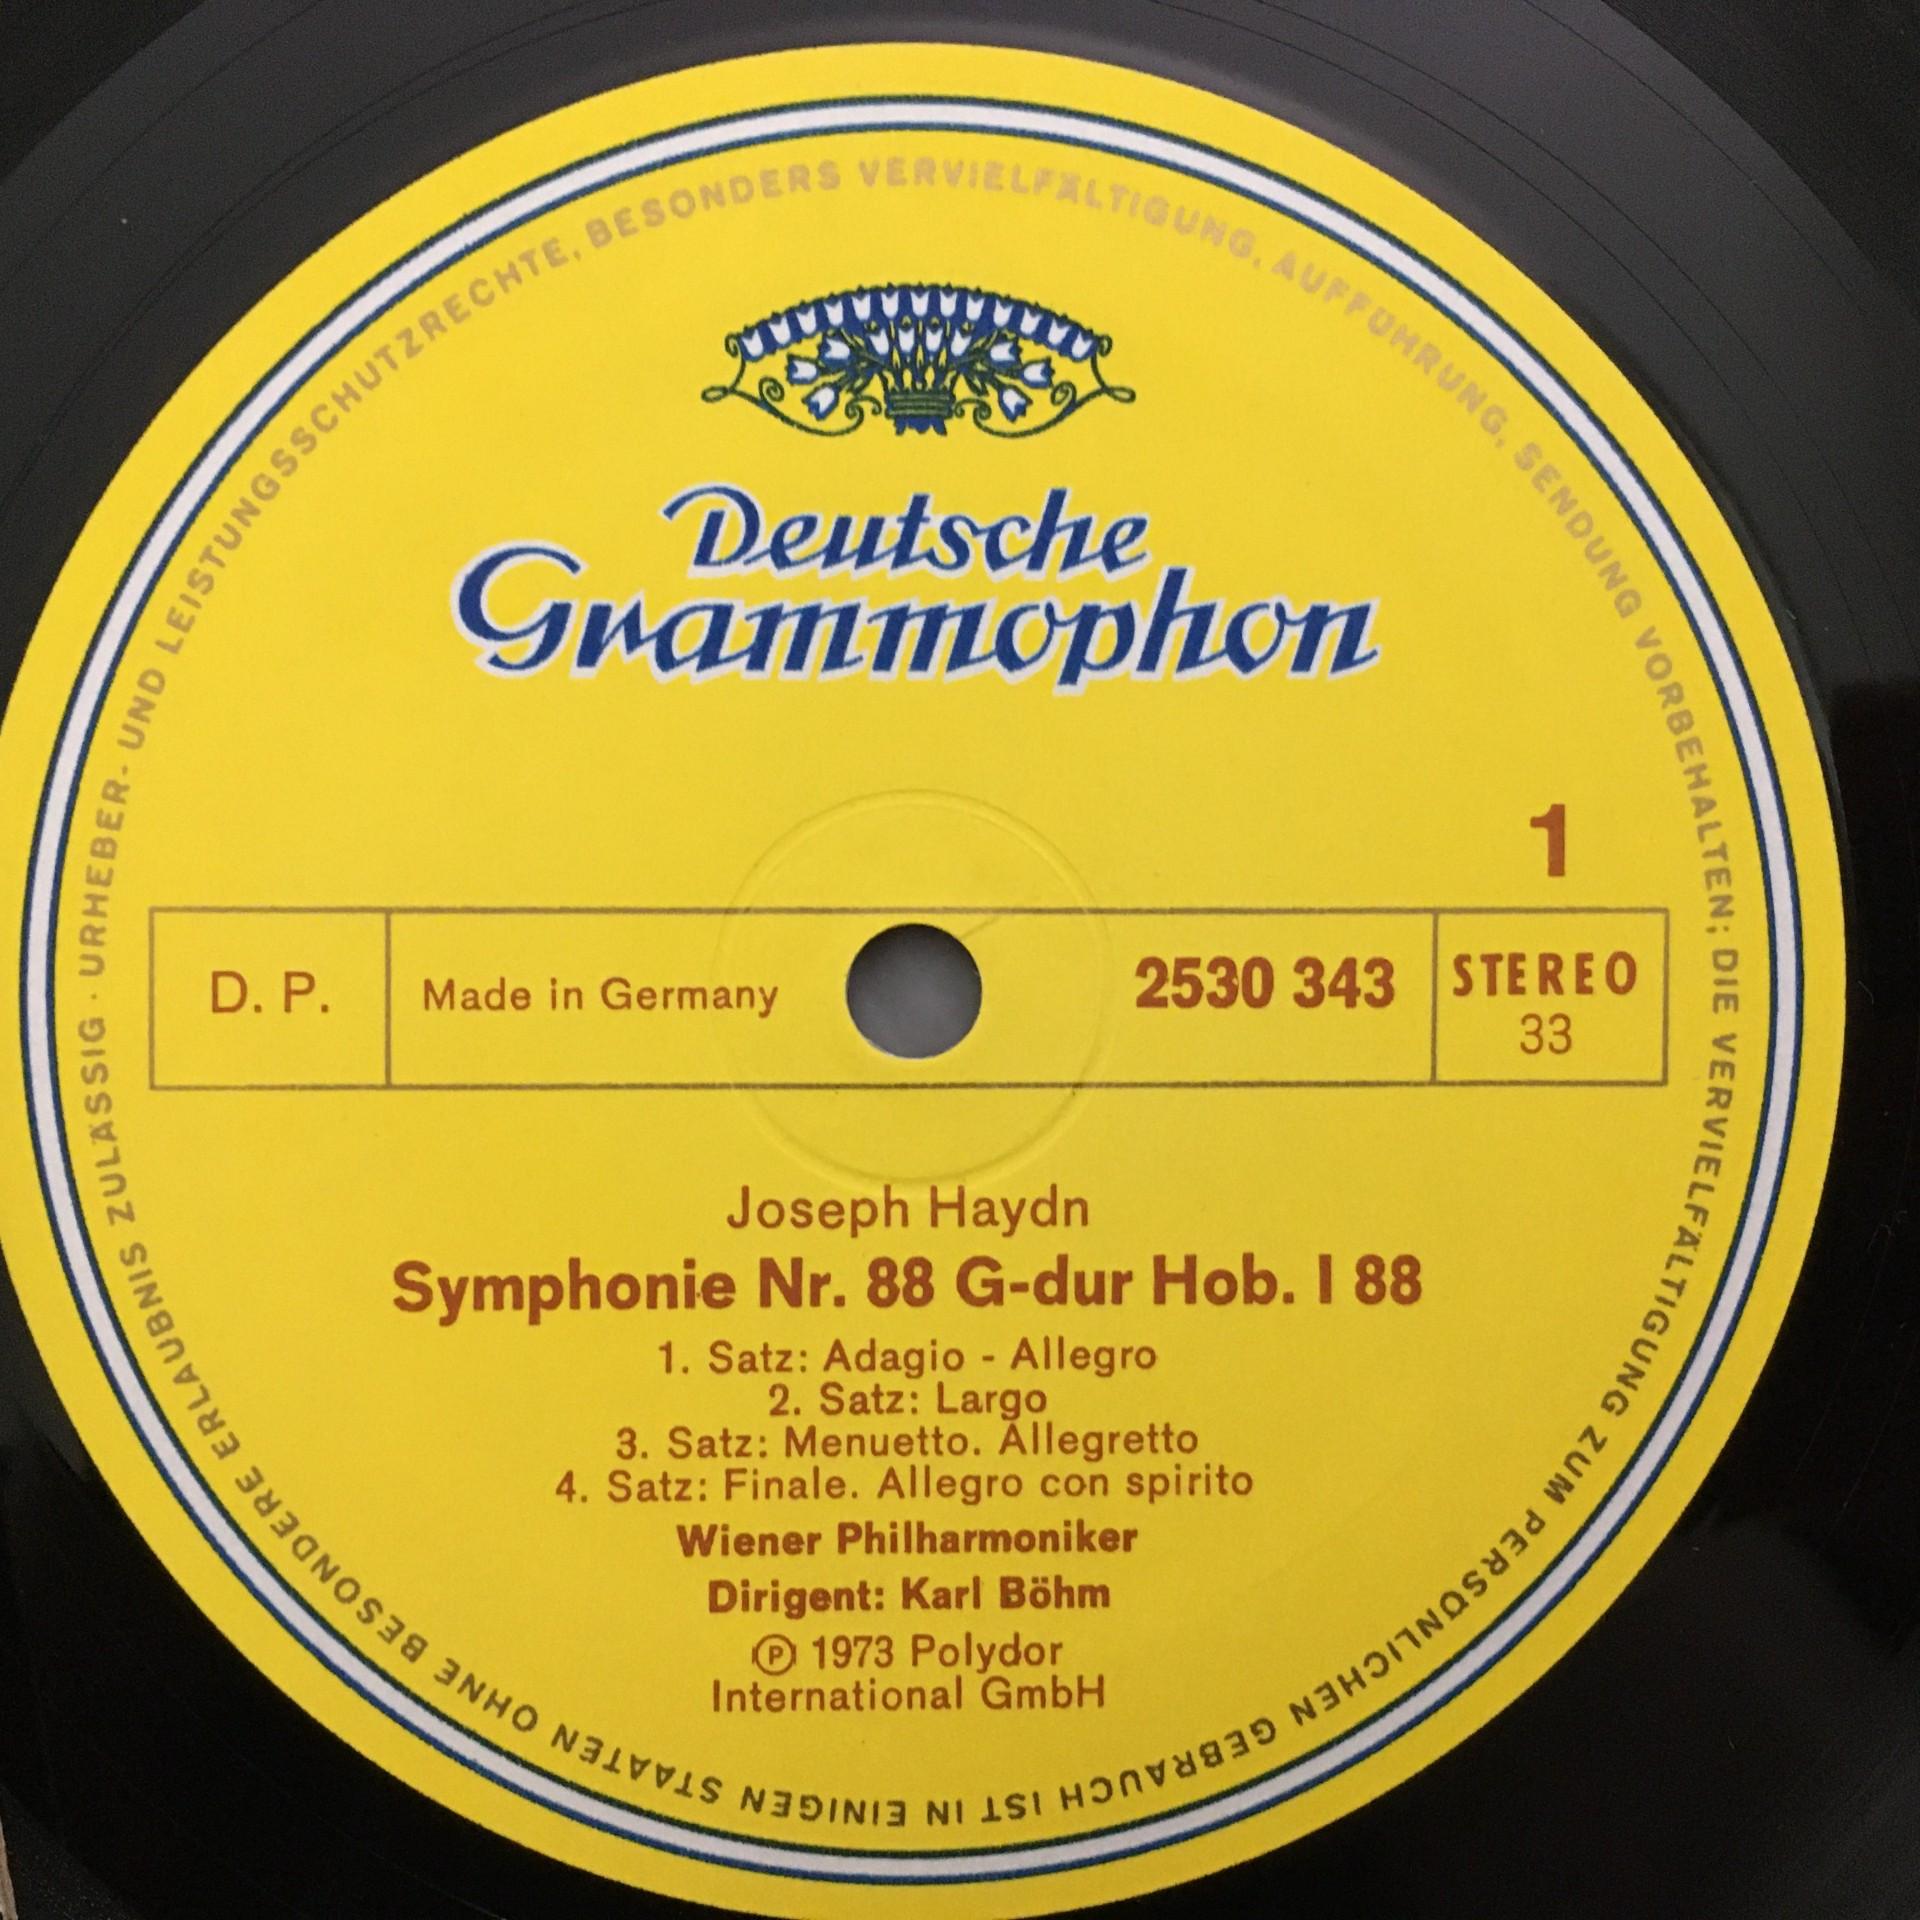 URHEBER- UND LEISTUNGSSCHUTZRECHTE, BESONDERS VERVIELFÄLTIGUNG, AUFFÜHRUNG, SENDUNG VORBEHALTEN; DIE VERVIELFÄLTIGUNG ZUM PERSÖNLICHEN GEBRAUCH IST IN EINIGEN STAATEN OHNE BESONDERE ERLAUBNIS ZULÄSSIG ·
Deutsche
Grammophon
1
D. P.
Made in Germany
2530 343
STEREO
33
Joseph Haydn
Symphonie Nr. 88 G-dur Hob. I 88
1. Satz: Adagio - Allegro
2. Satz: Largo
3. Satz: Menuetto. Allegretto
4. Satz: Finale. Allegro con spirito
Wiener Philharmoniker
Dirigent: Karl Böhm
℗ 1973 Polydor
International GmbH